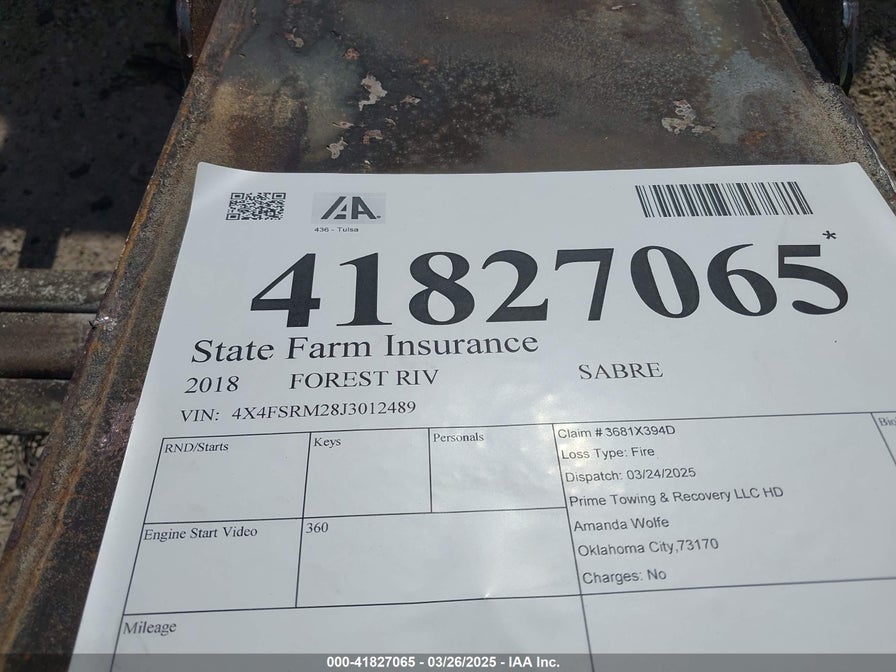 IAA.
436 - Tulsa
41827065*
State Farm Insurance
2018 FOREST RIV SABRE
VIN: 4X4FSRM28J3012489
RND/Starts Keys Personals
Claim # 3681X394D
Loss Type: Fire
Dispatch: 03/24/2025
Prime Towing & Recovery LLC HD
Amanda Wolfe
Oklahoma City,73170
Charges: No
Engine Start Video 360
Mileage
000-41827065 - 03/26/2025 - IAA Inc.